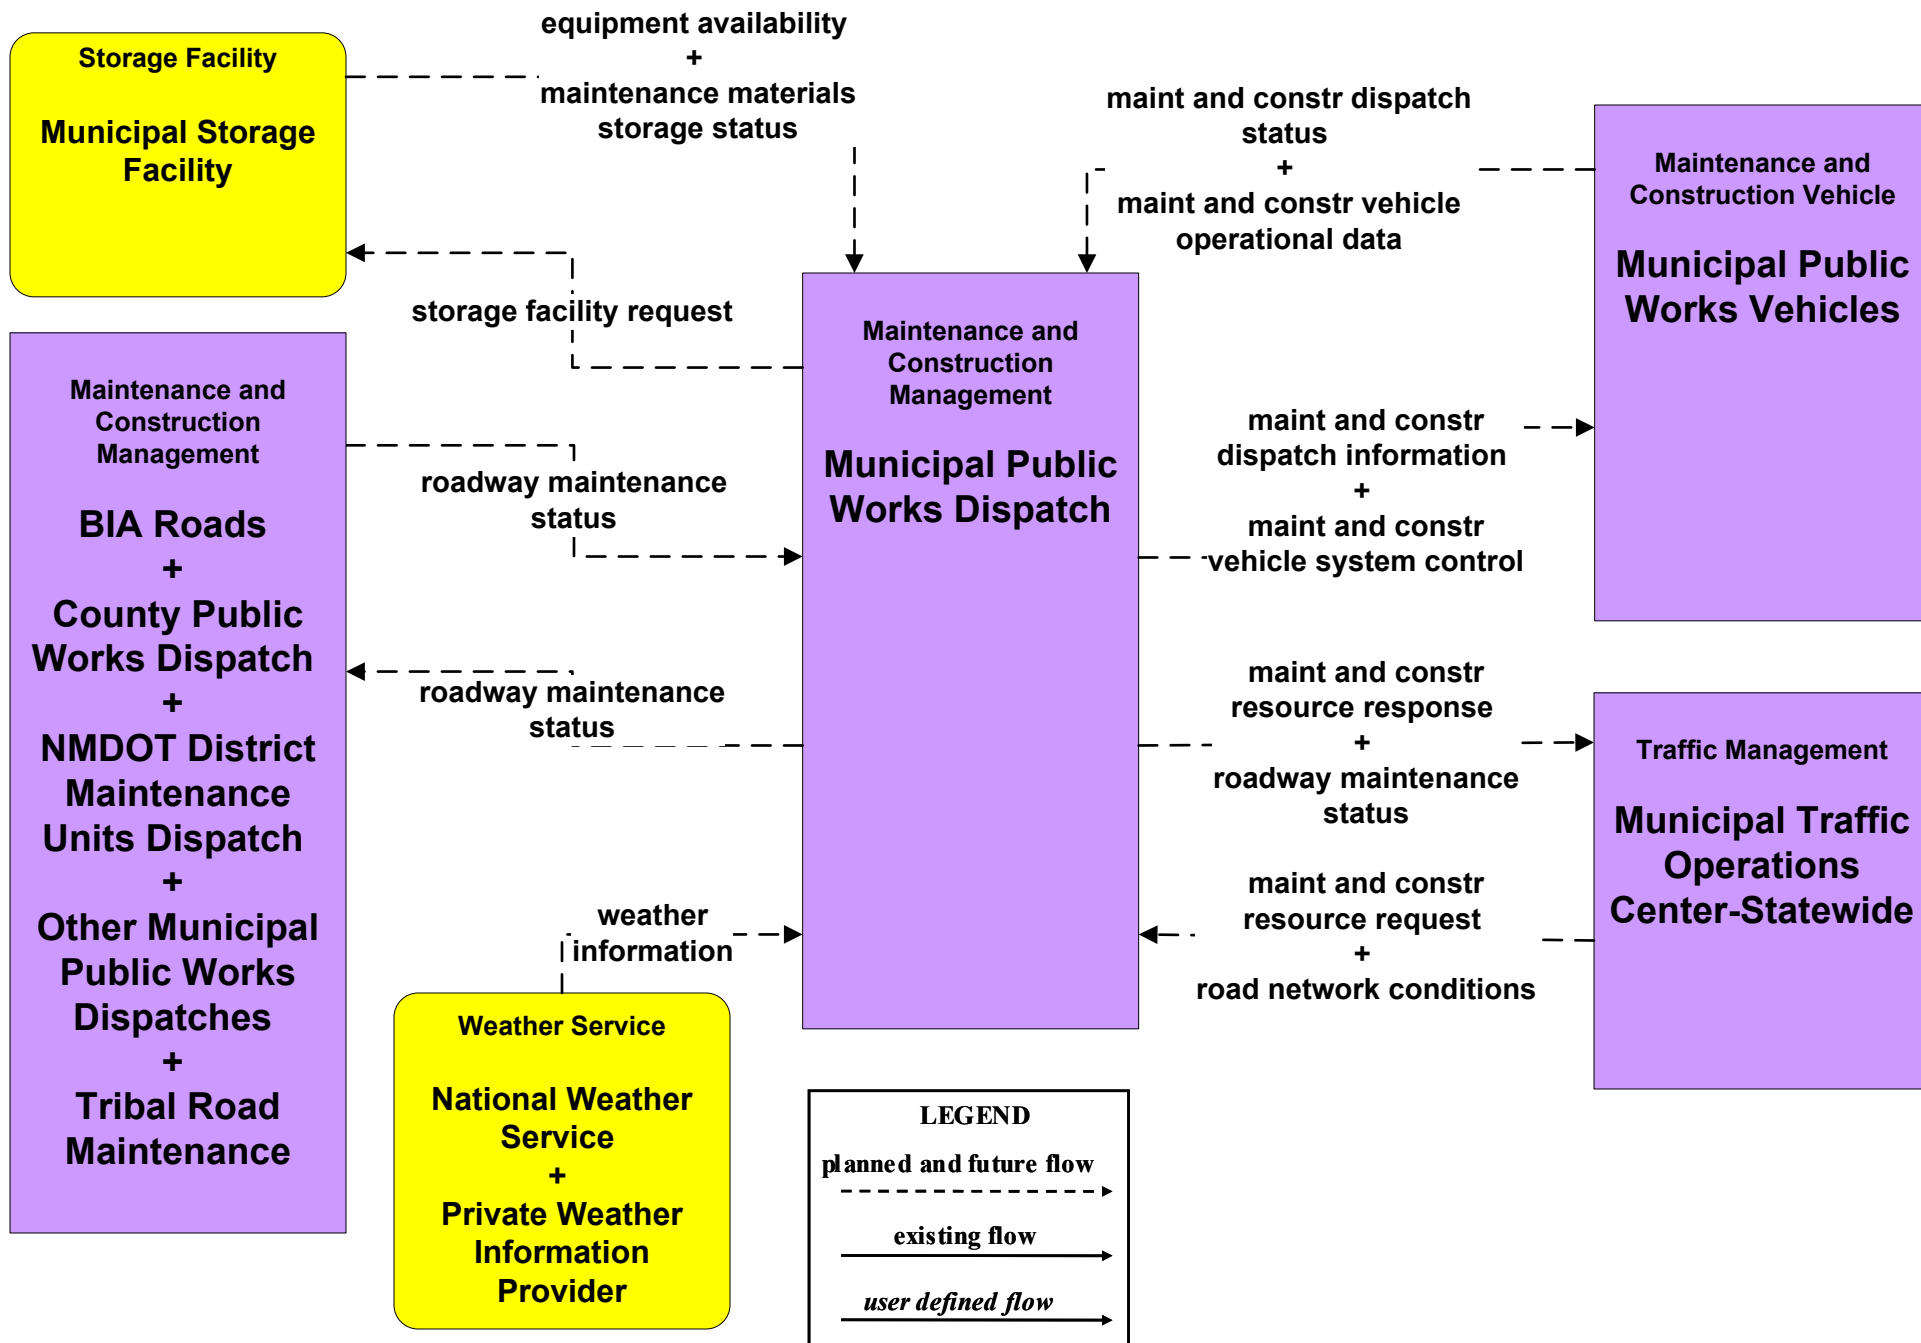 equipment availability
+
maintenance materials
storage status
Storage Facility
Municipal Storage
Facility
storage facility request
maint and constr dispatch
status
+
maint and constr vehicle
operational data
Maintenance and
Construction Vehicle
Municipal Public
Works Vehicles
Maintenance and
Construction
Management
BIA Roads
+
County Public
Works Dispatch
+
NMDOT District
Maintenance
Units Dispatch
+
Other Municipal
Public Works
Dispatches
+
Tribal Road
Maintenance
roadway maintenance
status
roadway maintenance
status
Maintenance and
Construction
Management
Municipal Public
Works Dispatch
maint and constr
dispatch information
+
maint and constr
vehicle system control
maint and constr
resource response
+
roadway maintenance
status
maint and constr
resource request
+
road network conditions
Traffic Management
Municipal Traffic
Operations
Center-Statewide
weather
information
Weather Service
National Weather
Service
+
Private Weather
Information
Provider
LEGEND
planned and future flow
existing flow
user defined flow